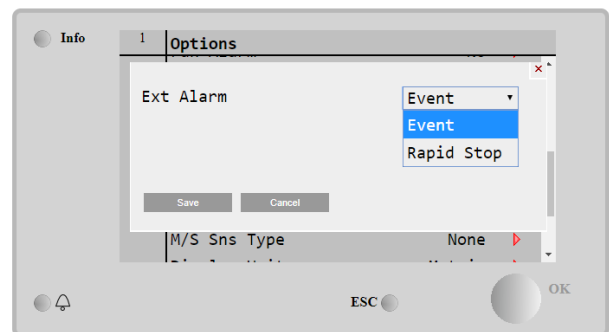 Info
1 Options
×
Ext Alarm Event
Event
Rapid Stop
Save Cancel
M/S Sns Type None
ESC
OK